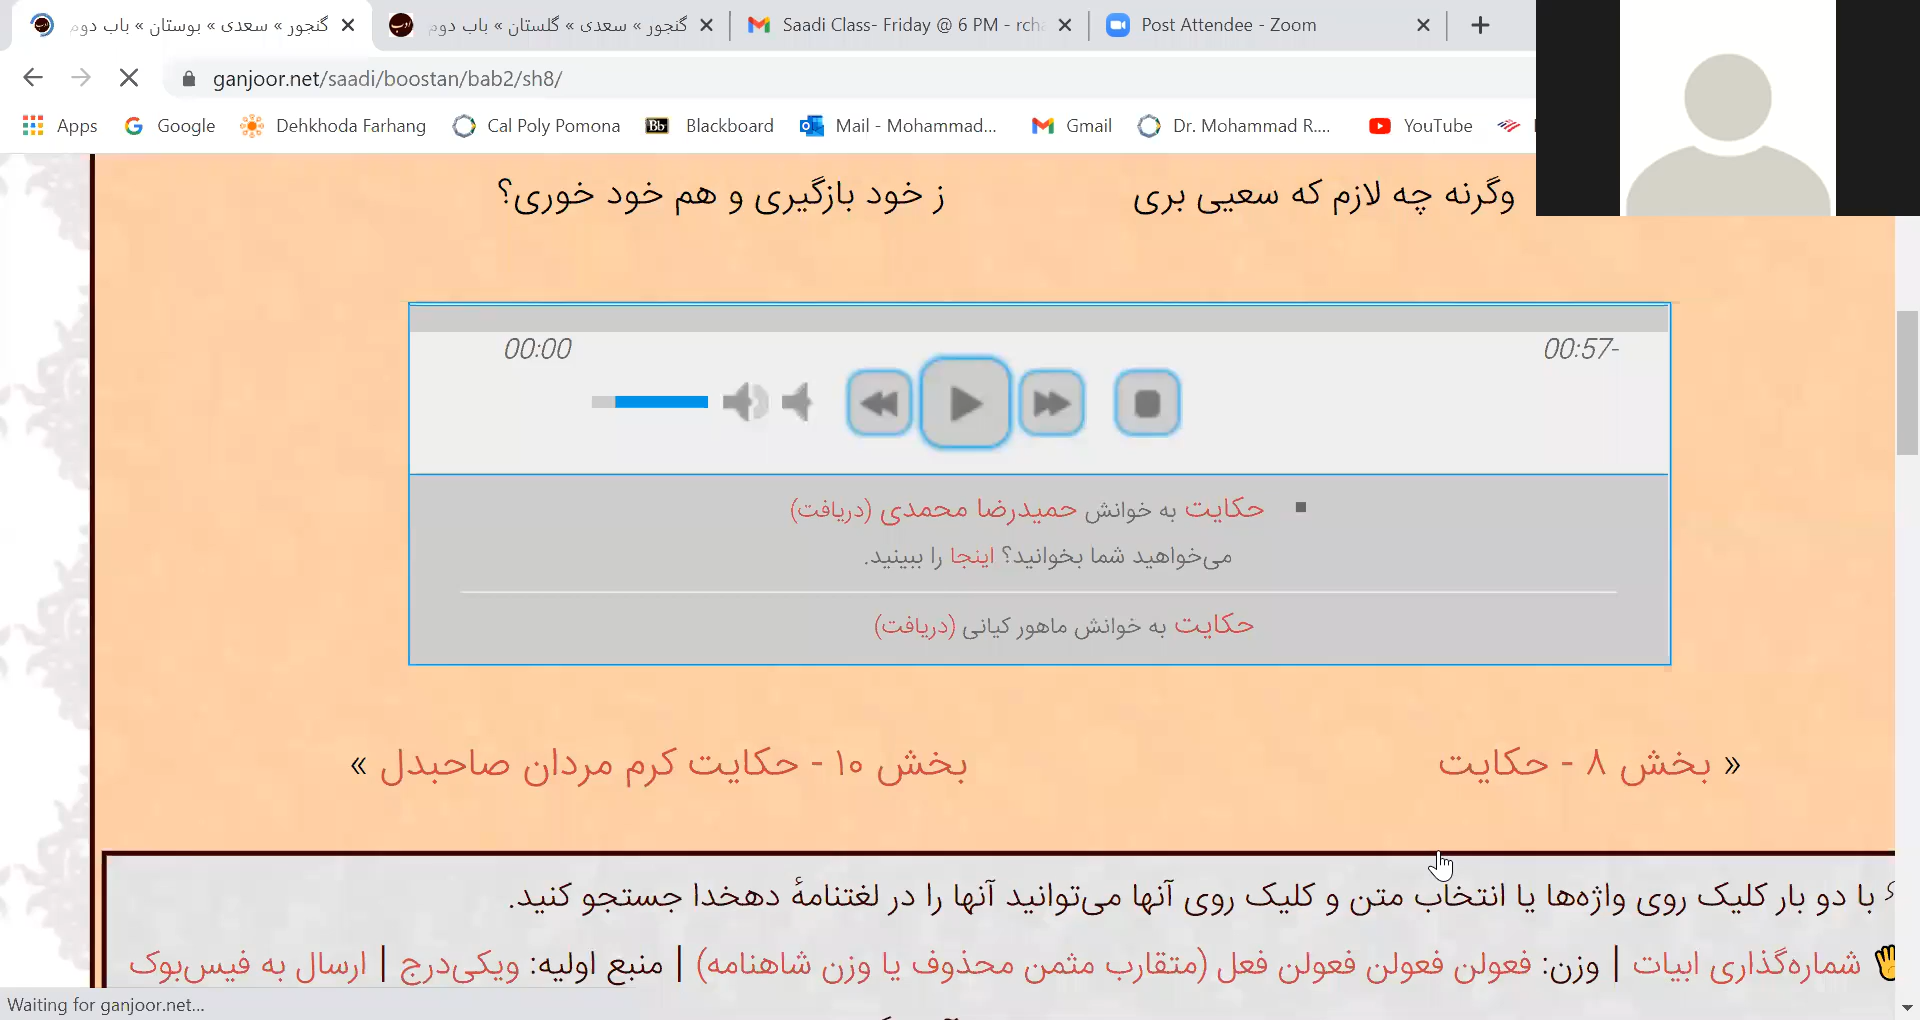 گنجور » سعدی » بوستان » باب دوم
گنجور » سعدی » گلستان » باب دوم
Saadi Class- Friday @ 6 PM - rcha
Post Attendee - Zoom
ganjoor.net/saadi/boostan/bab2/sh8/
Apps Google Dehkhoda Farhang Cal Poly Pomona Bb Blackboard Mail - Mohammad... Gmail Dr. Mohammad R.... YouTube
وگرنه چه لازم که سعیی بری ز خود بازگیری و هم خود خوری؟
00:00 00:57-
حکایت به خوانش حمیدرضا محمدی (دریافت)
می‌خواهید شما بخوانید؟ اینجا را ببینید.
حکایت به خوانش ماهور کیانی (دریافت)
« بخش ۸ - حکایت بخش ۱۰ - حکایت کرم مردان صاحبدل »
با دو بار کلیک روی واژه‌ها یا انتخاب متن و کلیک روی آنها می‌توانید آنها را در لغتنامهٔ دهخدا جستجو کنید.
شماره‌گذاری ابیات | وزن: فعولن فعولن فعولن فعل (متقارب مثمن محذوف یا وزن شاهنامه) | منبع اولیه: ویکی‌درج | ارسال به فیس‌بوک
Waiting for ganjoor.net...